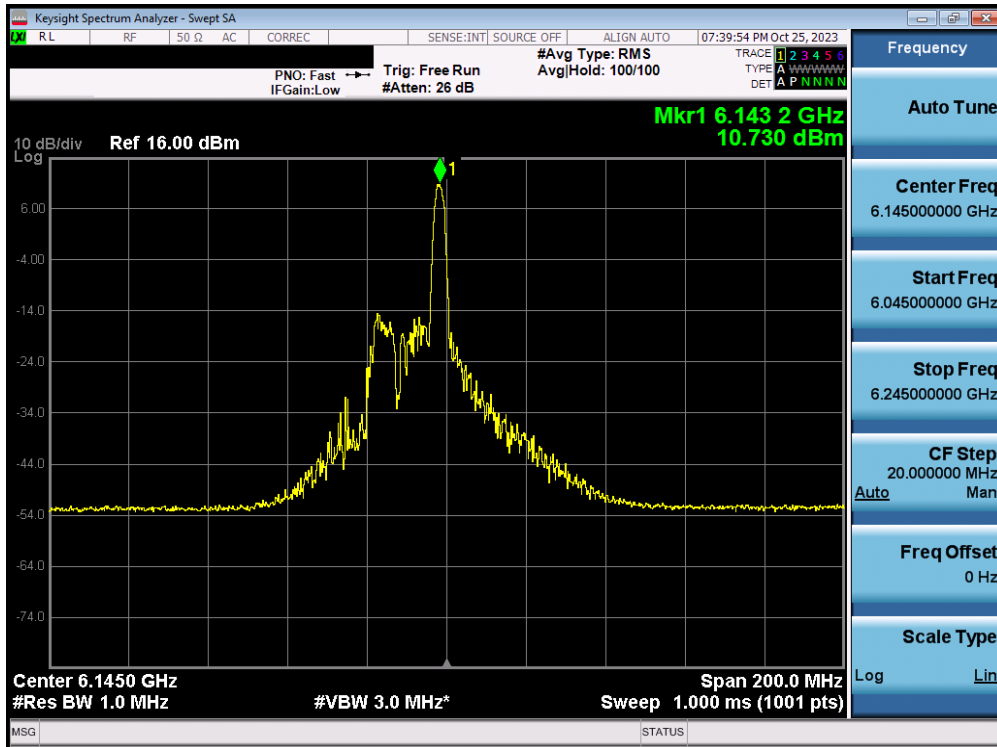 Keysight Spectrum Analyzer - Swept SA
LXI RL RF 50 Ω AC CORREC SENSE:INT SOURCE OFF ALIGN AUTO 07:39:54 PM Oct 25, 2023
PNO: Fast
IFGain:Low
Trig: Free Run
#Atten: 26 dB
#Avg Type: RMS
Avg|Hold: 100/100
TRACE 1 2 3 4 5 6
TYPE A WWWWW
DET A P N N N N
Mkr1 6.143 2 GHz
10.730 dBm
10 dB/div Ref 16.00 dBm
Log
1
6.00
-4.00
-14.0
-24.0
-34.0
-44.0
-54.0
-64.0
-74.0
Center 6.1450 GHz Span 200.0 MHz
#Res BW 1.0 MHz #VBW 3.0 MHz* Sweep 1.000 ms (1001 pts)
MSG STATUS
Frequency
Auto Tune
Center Freq
6.145000000 GHz
Start Freq
6.045000000 GHz
Stop Freq
6.245000000 GHz
CF Step
20.000000 MHz
Auto Man
Freq Offset
0 Hz
Scale Type
Log Lin